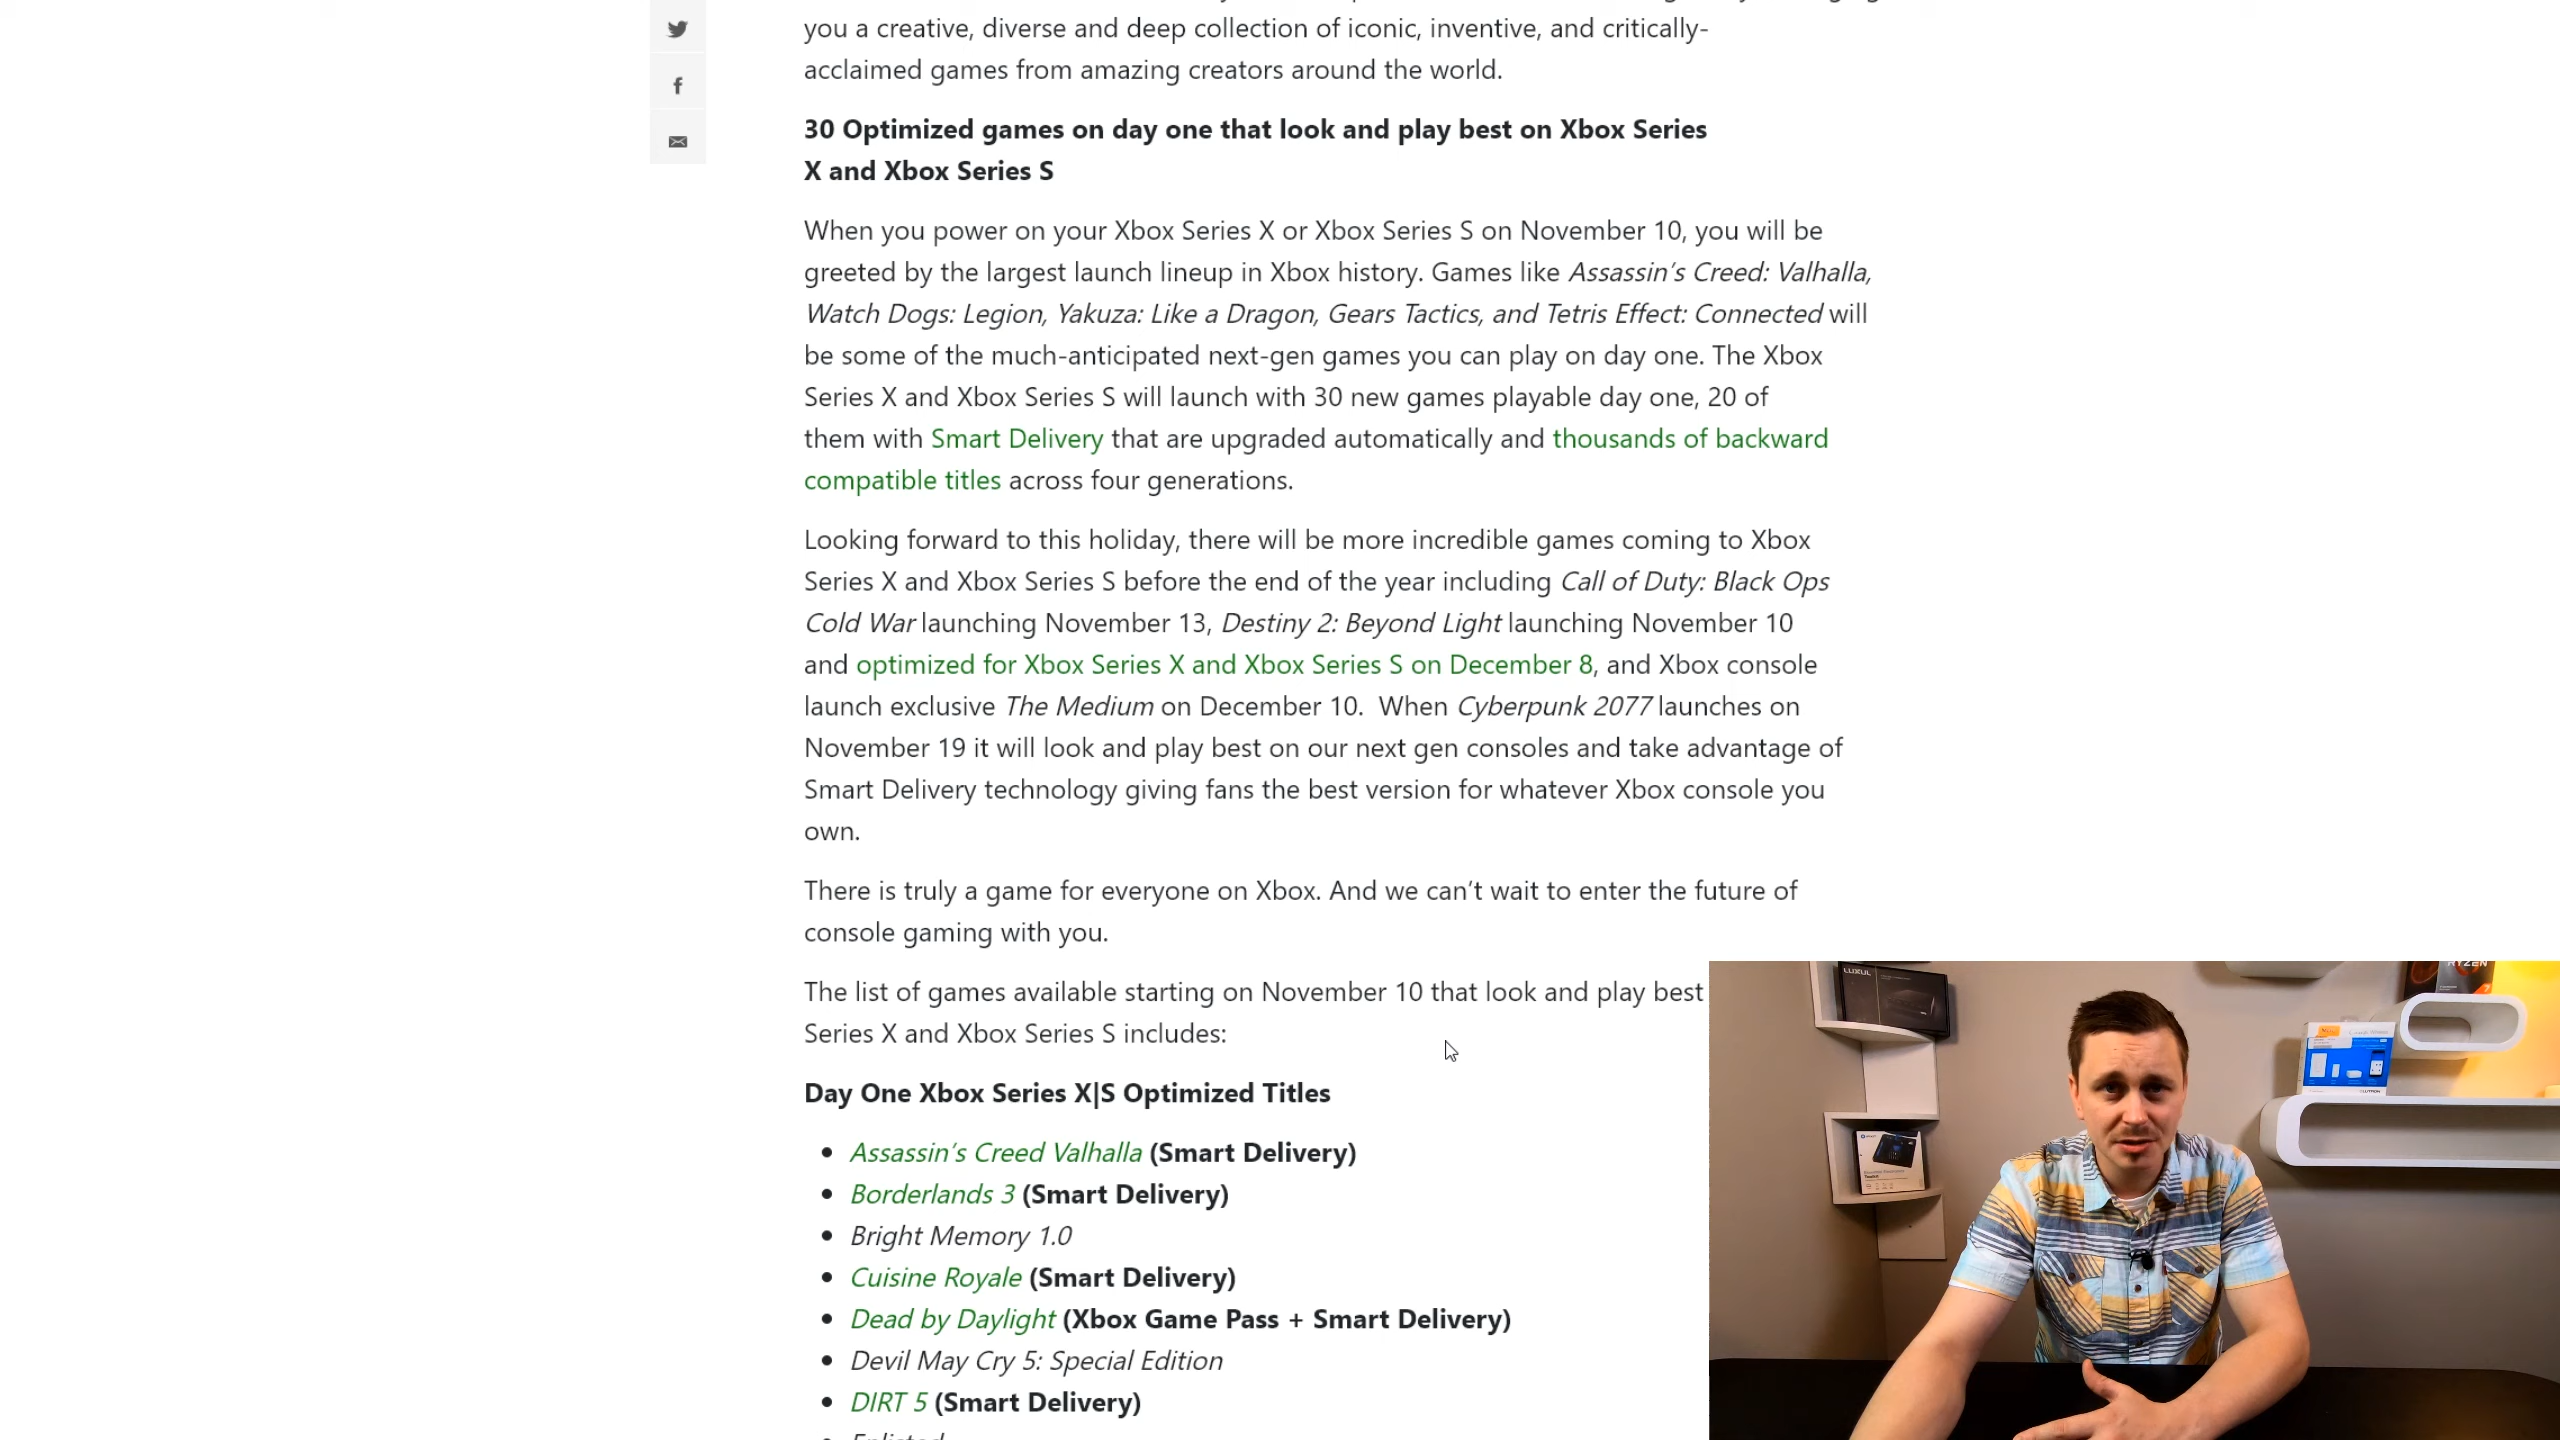 you a creative, diverse and deep collection of iconic, inventive, and critically-
acclaimed games from amazing creators around the world.
30 Optimized games on day one that look and play best on Xbox Series
X and Xbox Series S
When you power on your Xbox Series X or Xbox Series S on November 10, you will be
greeted by the largest launch lineup in Xbox history. Games like Assassin’s Creed: Valhalla,
Watch Dogs: Legion, Yakuza: Like a Dragon, Gears Tactics, and Tetris Effect: Connected will
be some of the much-anticipated next-gen games you can play on day one. The Xbox
Series X and Xbox Series S will launch with 30 new games playable day one, 20 of
them with Smart Delivery that are upgraded automatically and thousands of backward
compatible titles across four generations.
Looking forward to this holiday, there will be more incredible games coming to Xbox
Series X and Xbox Series S before the end of the year including Call of Duty: Black Ops
Cold War launching November 13, Destiny 2: Beyond Light launching November 10
and optimized for Xbox Series X and Xbox Series S on December 8, and Xbox console
launch exclusive The Medium on December 10. When Cyberpunk 2077 launches on
November 19 it will look and play best on our next gen consoles and take advantage of
Smart Delivery technology giving fans the best version for whatever Xbox console you
own.
There is truly a game for everyone on Xbox. And we can’t wait to enter the future of
console gaming with you.
The list of games available starting on November 10 that look and play best
Series X and Xbox Series S includes:
Day One Xbox Series X|S Optimized Titles
• Assassin’s Creed Valhalla (Smart Delivery)
• Borderlands 3 (Smart Delivery)
• Bright Memory 1.0
• Cuisine Royale (Smart Delivery)
• Dead by Daylight (Xbox Game Pass + Smart Delivery)
• Devil May Cry 5: Special Edition
• DIRT 5 (Smart Delivery)
LUXUL
RYZEN
LUTRON